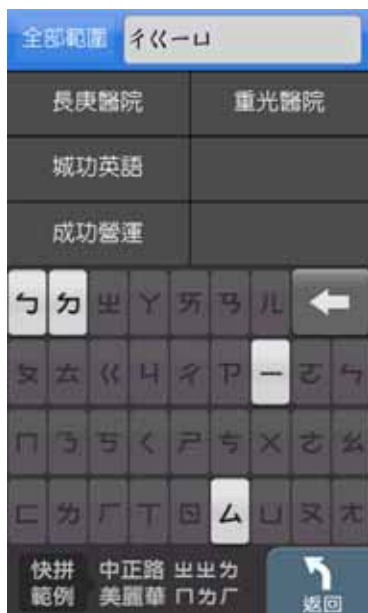 全部範圍 ㄔㄍㄧㄩ
長庚醫院 重光醫院
城功英語
成功營運
ㄅ ㄉ ㄓ ㄚ ㄞ ㄢ ㄦ
ㄆ ㄊ ㄍ ㄐ ㄔ ㄗ ㄧ ㄛ ㄣ
ㄇ ㄋ ㄎ ㄑ ㄕ ㄘ ㄨ ㄜ ㄠ
ㄈ ㄌ ㄏ ㄒ ㄖ ㄙ ㄩ ㄡ ㄤ
快拼 中正路 ㄓㄓㄌ
範例 美麗華 ㄇㄌㄏ
返回